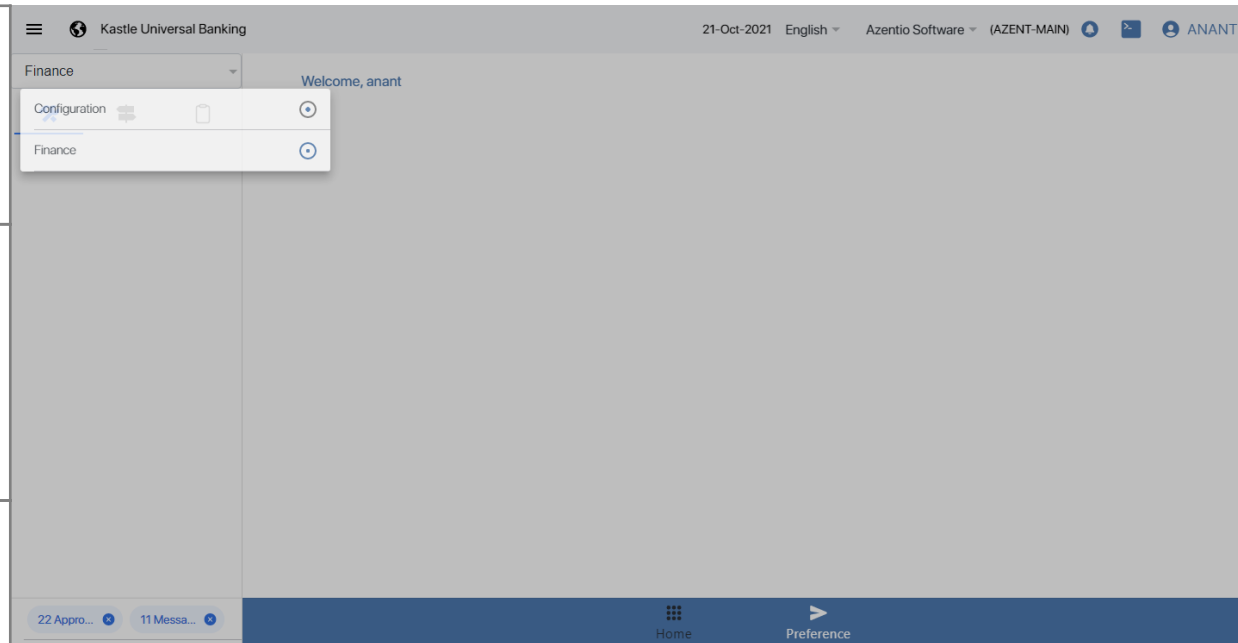 Kastle Universal Banking 21-Oct-2021 English Azentio Software (AZENT-MAIN) ANANT
Finance
Welcome, anant
Configuration
Finance
22 Appro... 11 Messa...
Home Preference